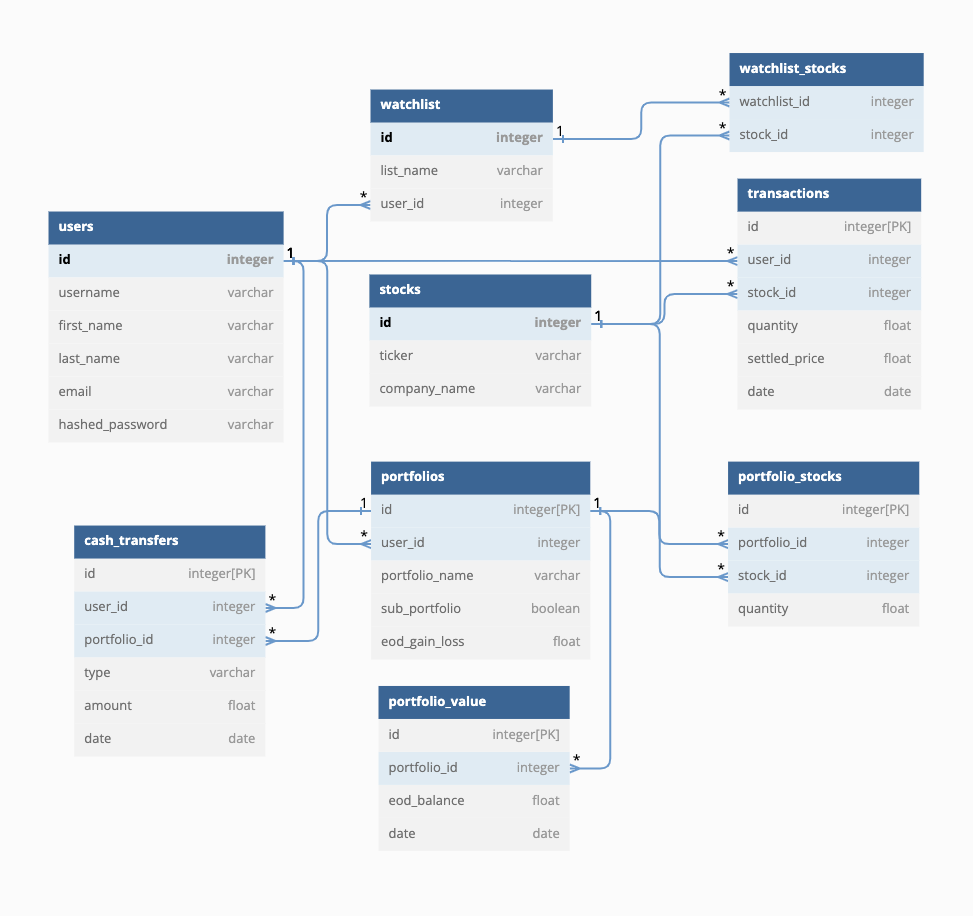 watchlist_stocks
watchlist_id integer
stock_id integer
*
*
watchlist
id integer
list_name varchar
user_id integer
1
*
transactions
id integer[PK]
user_id integer
stock_id integer
quantity float
settled_price float
date date
*
*
users
id integer
username varchar
first_name varchar
last_name varchar
email varchar
hashed_password varchar
1
stocks
id integer
ticker varchar
company_name varchar
1
portfolios
id integer[PK]
user_id integer
portfolio_name varchar
sub_portfolio boolean
eod_gain_loss float
1
*
1
portfolio_stocks
id integer[PK]
portfolio_id integer
stock_id integer
quantity float
*
*
cash_transfers
id integer[PK]
user_id integer
portfolio_id integer
type varchar
amount float
date date
*
*
portfolio_value
id integer[PK]
portfolio_id integer
eod_balance float
date date
*